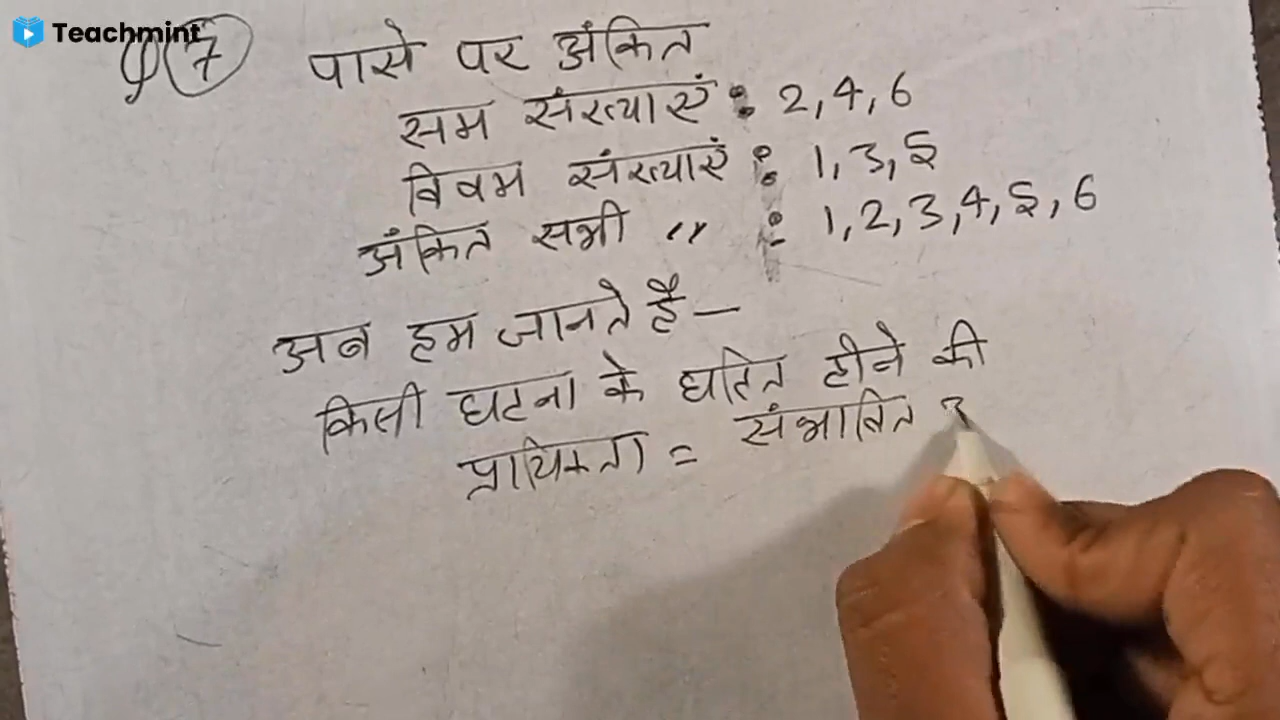 Teachmint
Q(7) पासे पर अंकित
सम संख्याएं : 2, 4, 6
विषम संख्याएं : 1, 3, 5
अंकित सभी " : 1, 2, 3, 4, 5, 6
अब हम जानते है –
किसी घटना के घटित होने की
प्रायिकता = संभावित